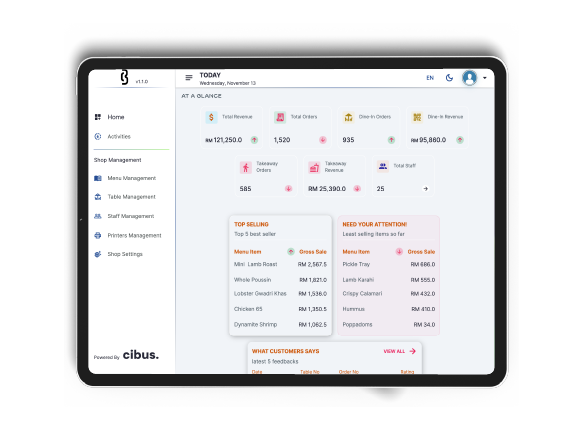 v1.1.0
TODAY
Wednesday, November 13
EN
AT A GLANCE
Home
Activities
Shop Management
Menu Management
Table Management
Staff Management
Printers Management
Shop Settings
Powered By cibus.
Total Revenue
RM 121,250.0
Total Orders
1,520
Dine-In Orders
935
Dine-In Revenue
RM 95,860.0
Takeaway Orders
585
Takeaway Revenue
RM 25,390.0
Total Staff
25
TOP SELLING
Top 5 best seller
Menu Item Gross Sale
Mini Lamb Roast RM 2,567.5
Whole Poussin RM 1,821.0
Lobster Gwadri Khas RM 1,536.0
Chicken 65 RM 1,350.5
Dynamite Shrimp RM 1,082.5
NEED YOUR ATTENTION!
Least selling items so far
Menu Item Gross Sale
Pickle Tray RM 686.0
Lamb Karahi RM 555.0
Crispy Calamari RM 432.0
Hummus RM 410.0
Poppadoms RM 34.0
WHAT CUSTOMERS SAYS VIEW ALL
latest 5 feedbacks
Date Table No Order No Rating